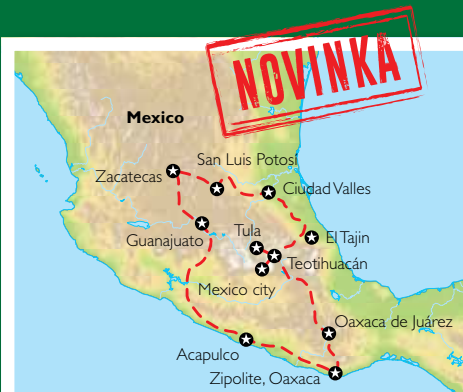 NOVINKA
Mexico
San Luis Potosí
Zacatecas
Ciudad Valles
Guanajuato
Tula
El Tajin
Teotihuacán
Mexico city
Oaxaca de Juárez
Acapulco
Zipolite, Oaxaca